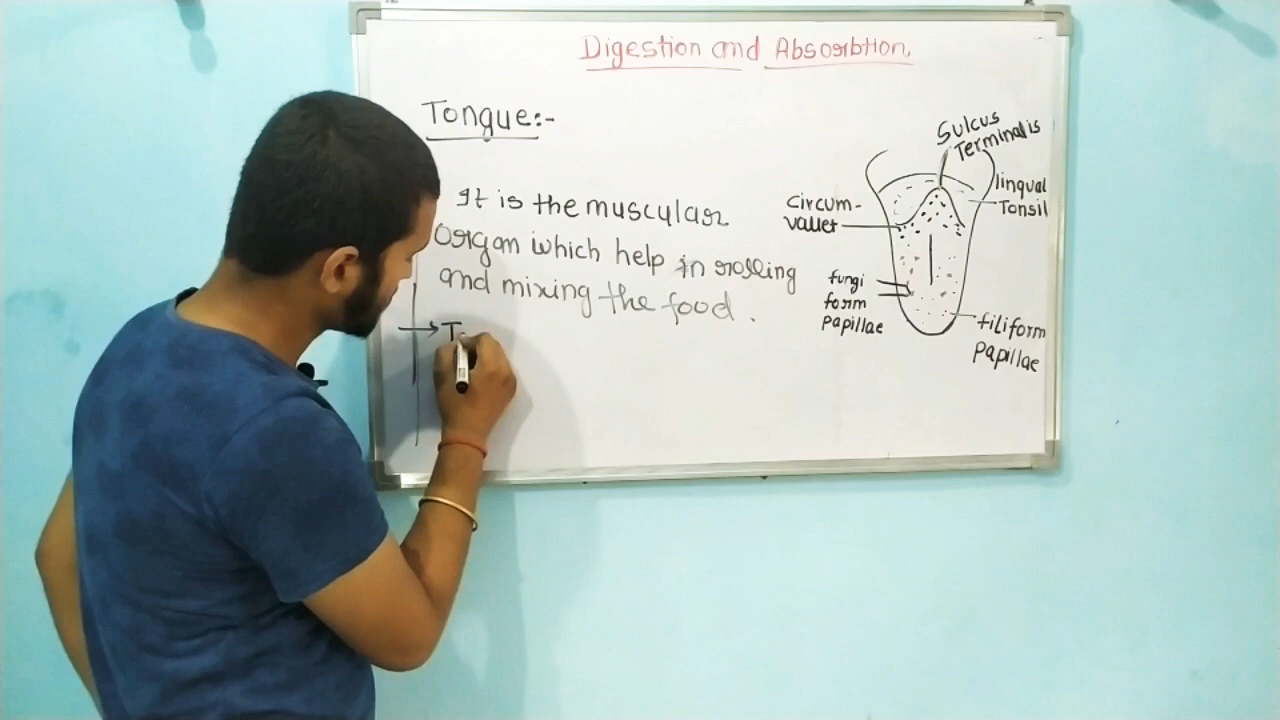 Digestion and Absorbtion
Tongue:-
It is the muscular
organ which help in rolling
and mixing the food.
→ T
Sulcus
Terminalis
lingual
Tonsil
Circum-
vallet
fungi
form
Papillae
filiform
Papillae